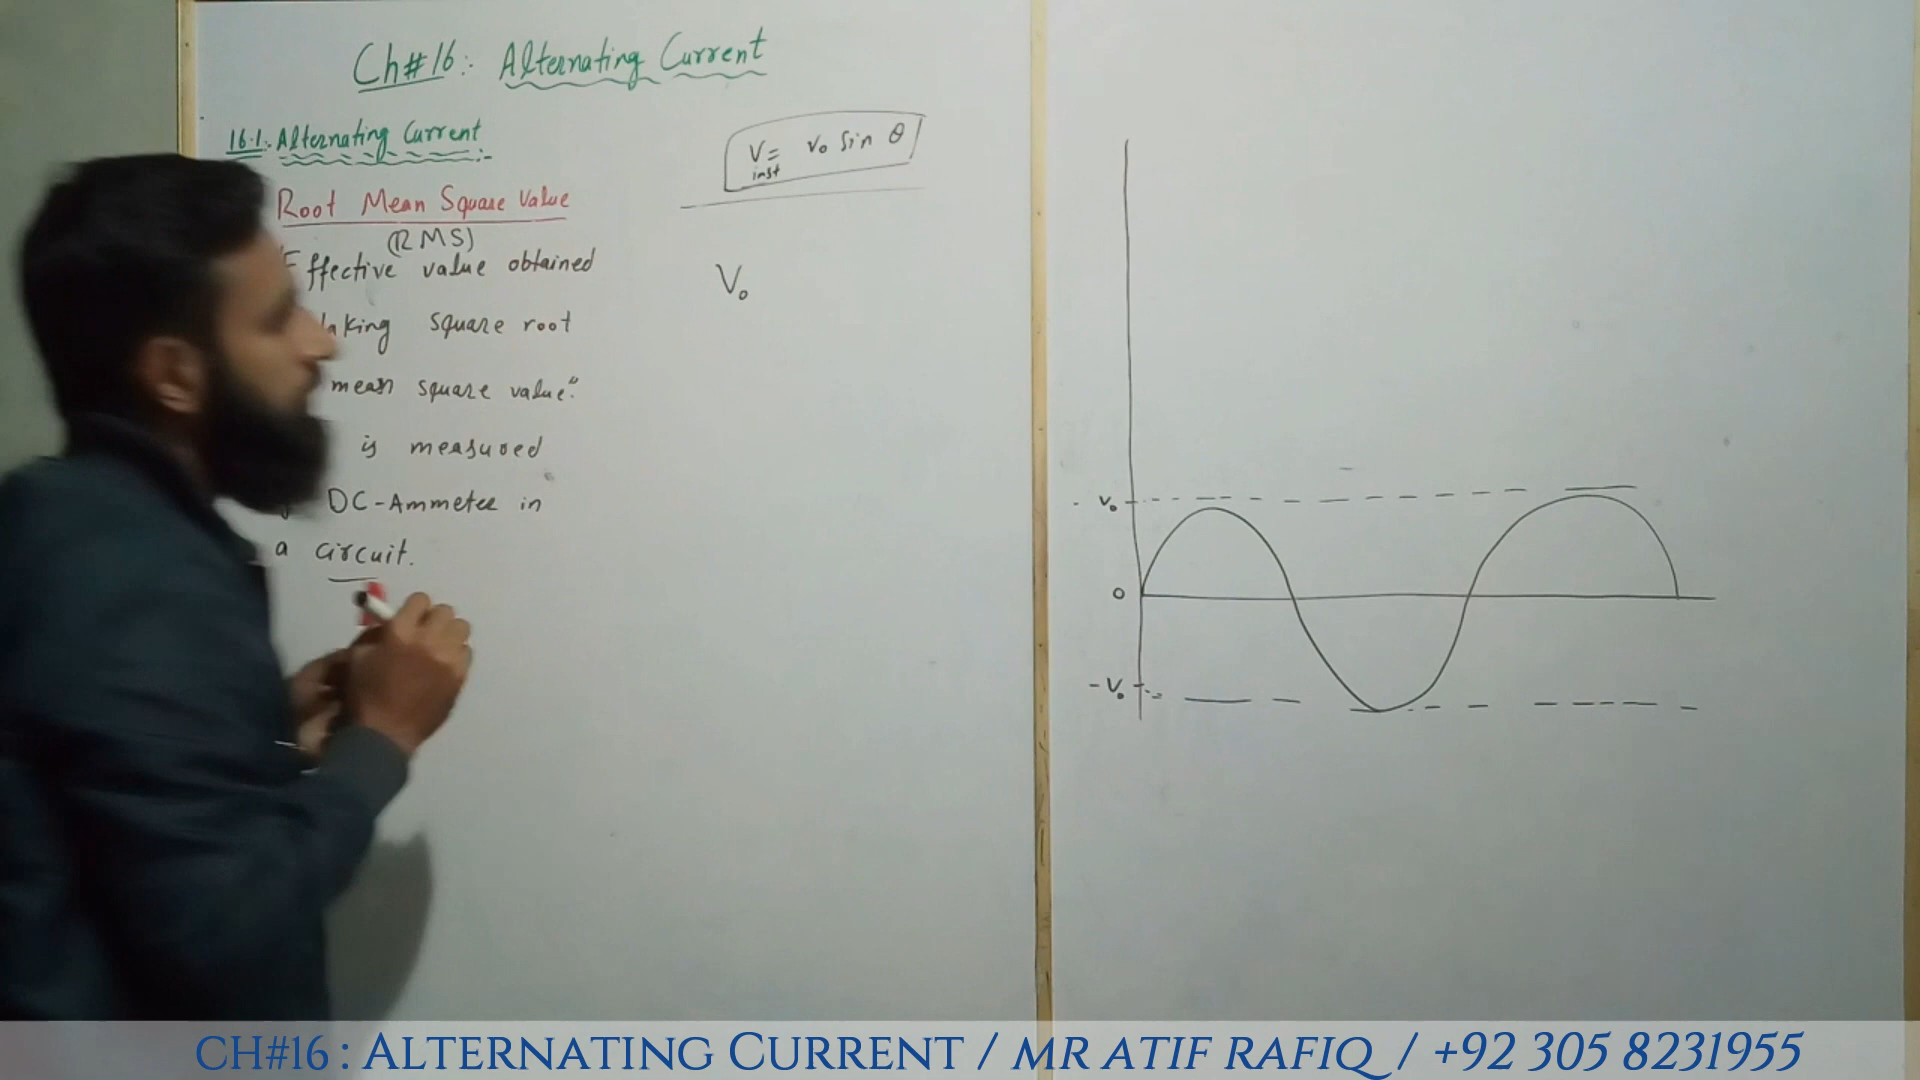 Ch#16: Alternating Current
16.1: Alternating Current
Root Mean Square Value
(RMS)
Effective value obtained
taking square root
mean square value"
is measured
DC-Ammeter in
a circuit.
V = Vo Sin θ
inst
Vo
Vo
0
-Vo
CH#16 : ALTERNATING CURRENT / MR ATIF RAFIQ / +92 305 8231955